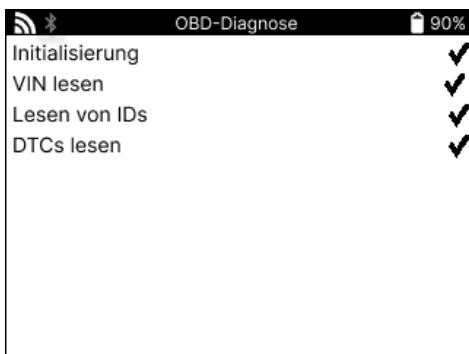 OBD-Diagnose 90%
Initialisierung
VIN lesen
Lesen von IDs
DTCs lesen